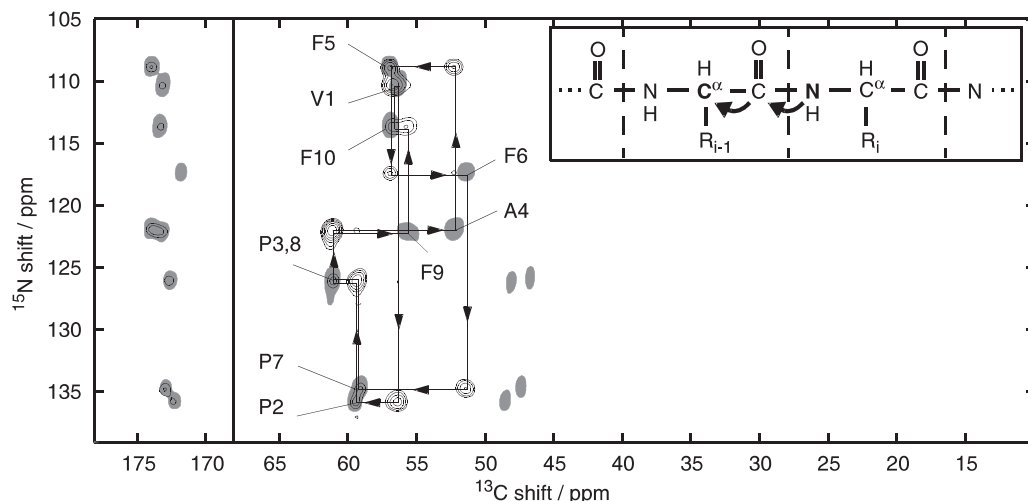 105
110
115
120
125
130
135
15N shift / ppm
175
170
65
60
55
50
45
40
35
30
25
20
15
13C shift / ppm
F5
V1
F10
F6
A4
P3,8
F9
P7
P2
O H O H O
··· C N Cα C N Cα C N ···
H Ri-1 H Ri